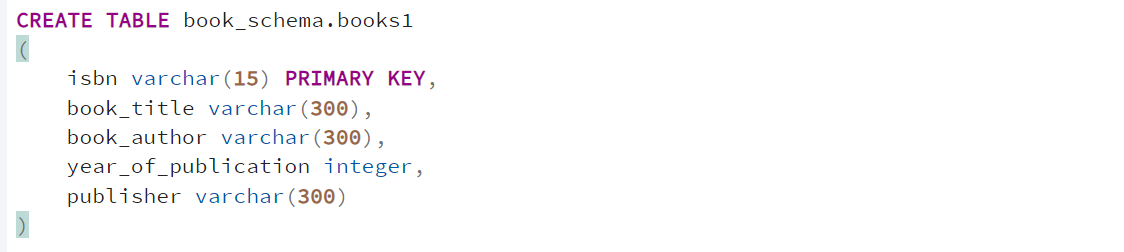 CREATE TABLE book_schema.books1
(
    isbn varchar(15) PRIMARY KEY,
    book_title varchar(300),
    book_author varchar(300),
    year_of_publication integer,
    publisher varchar(300)
)